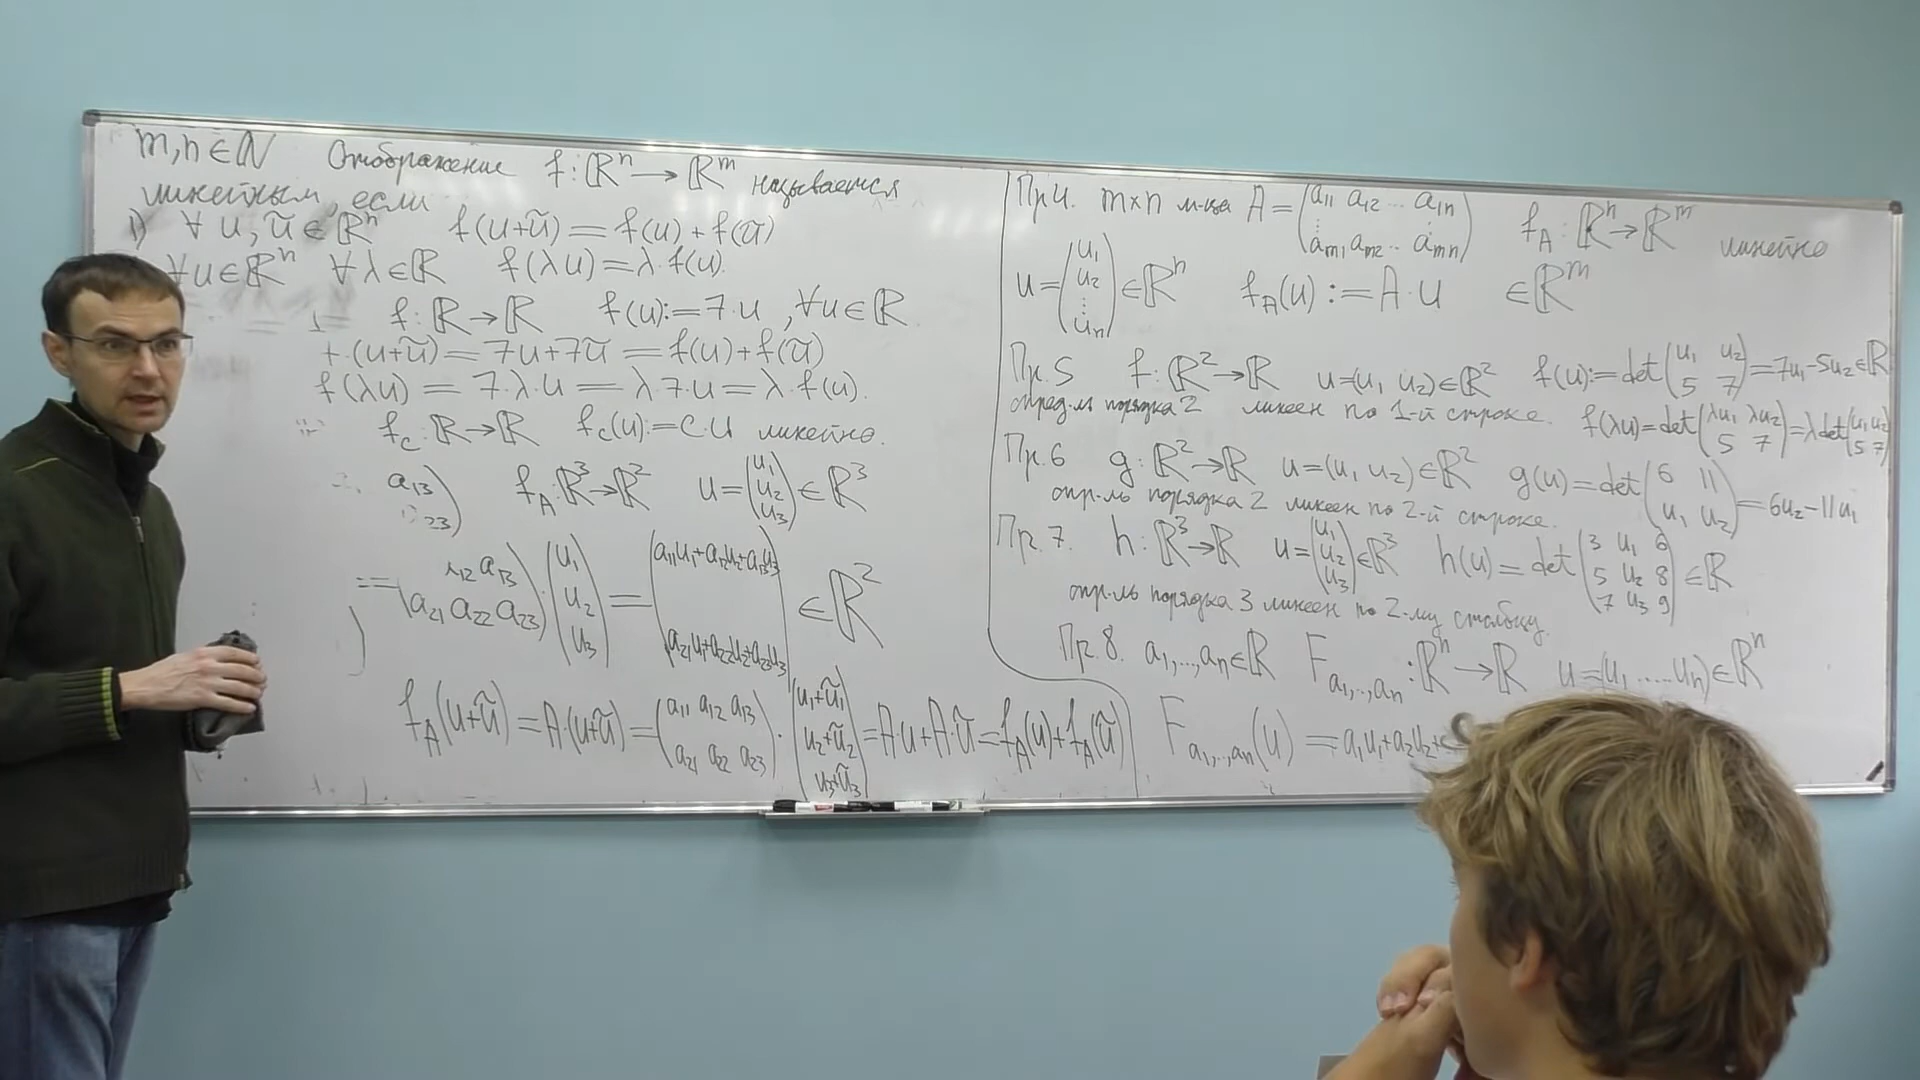 m,n∈ℕ Отображение f: ℝⁿ → ℝᵐ называется
линейным, если
1) ∀ u, ũ ∈ ℝⁿ f(u+ũ) = f(u) + f(ũ)
∀u∈ℝⁿ ∀λ∈ℝ f(λu) = λ·f(u).
f: ℝ→ℝ f(u):=7·u, ∀u∈ℝ
(u+ũ) = 7u+7ũ = f(u)+f(ũ)
f(λu) = 7·λ·u = λ·7·u = λ·f(u).
f_c: ℝ→ℝ f_c(u):=c·u линейно.
a₁₃) f_A: ℝ³→ℝ² u=(u₁ u₂ u₃)∈ℝ³
₂₃)
=( ₁₂ a₁₃
a₂₁ a₂₂ a₂₃)·(u₁ u₂ u₃) = (a₁₁u₁+a₁₂u₂+a₁₃u₃
a₂₁u₁+a₂₂u₂+a₂₃u₃) ∈ℝ²
f_A(u+ũ) = A·(u+ũ) = (a₁₁ a₁₂ a₁₃
a₂₁ a₂₂ a₂₃)·(u₁+ũ₁ u₂+ũ₂ u₃+ũ₃) = A·u+A·ũ = f_A(u)+f_A(ũ)
Пр.4. m×n м-ца A=(a₁₁ a₁₂ ... a₁ₙ
⋮ ⋮
aₘ₁ aₘ₂ ... aₘₙ) f_A: ℝⁿ→ℝᵐ линейно
u=(u₁ u₂ ⋮ uₙ)∈ℝⁿ f_A(u):=A·u ∈ℝᵐ
Пр.5 f: ℝ²→ℝ u=(u₁ u₂)∈ℝ² f(u):=det(u₁ u₂
5 7)=7u₁-5u₂∈ℝ
опред-ль порядка 2 линеен по 1-й строке. f(λu)=det(λu₁ λu₂
5 7)=λdet(u₁ u₂
5 7)
Пр.6 g: ℝ²→ℝ u=(u₁ u₂)∈ℝ² g(u)=det(6 11
u₁ u₂)=6u₂-11u₁
опр-ль порядка 2 линеен по 2-й строке.
Пр.7. h: ℝ³→ℝ u=(u₁ u₂ u₃)∈ℝ³ h(u)=det(3 u₁ 6
5 u₂ 8
7 u₃ 9)∈ℝ
опр-ль порядка 3 линеен по 2-му столбцу.
Пр.8. a₁,...,aₙ∈ℝ F_{a₁,..,aₙ}: ℝⁿ→ℝ u=(u₁ ..... uₙ)∈ℝⁿ
F_{a₁,..,aₙ}(u) = a₁u₁+a₂u₂+